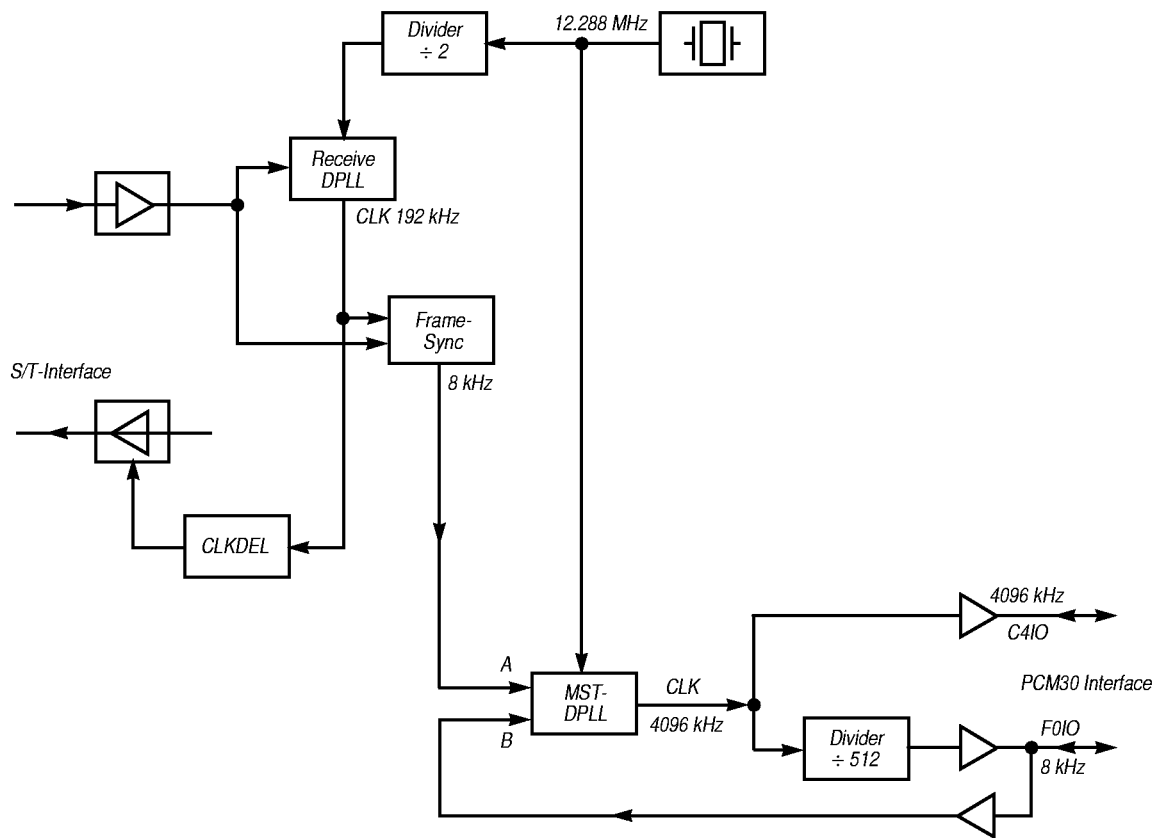 Divider
÷ 2
12.288 MHz
Receive
DPLL
CLK 192 kHz
Frame-
Sync
8 kHz
S/T-Interface
CLKDEL
4096 kHz
C4IO
A
MST-
DPLL
B
CLK
4096 kHz
PCM30 Interface
Divider
÷ 512
F0IO
8 kHz